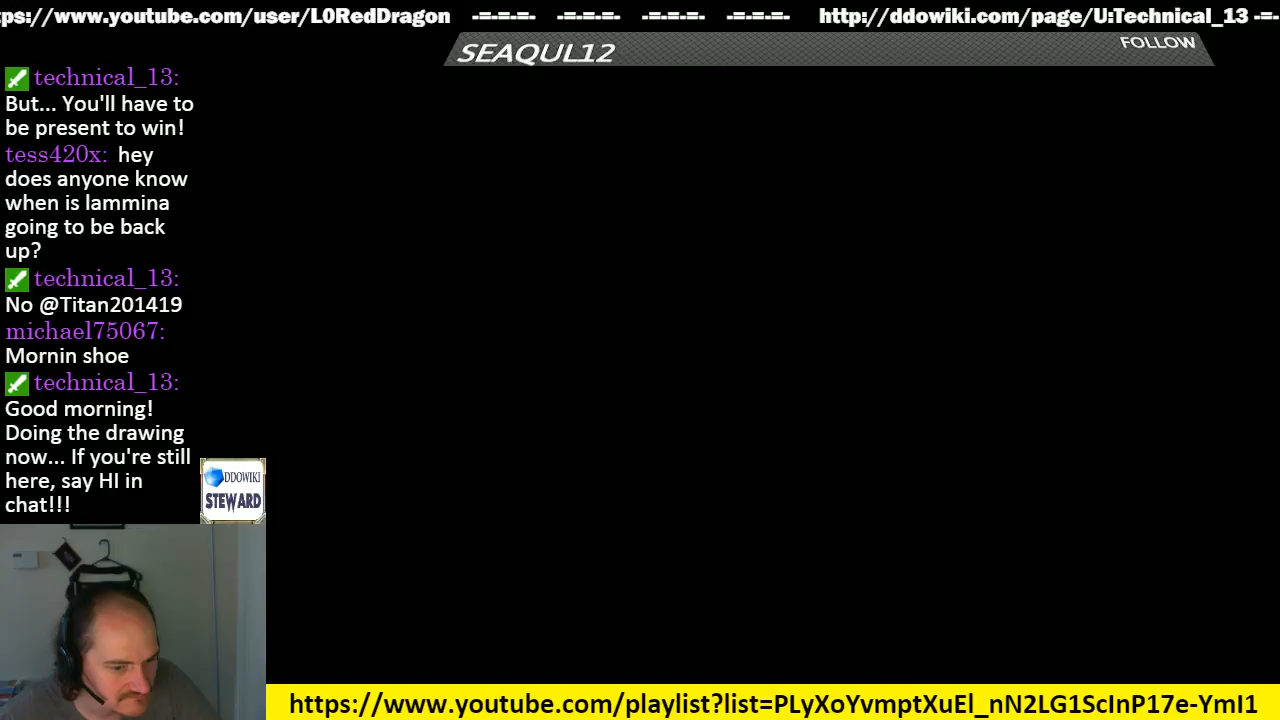 ps://www.youtube.com/user/L0RedDragon -=-=-=- -=-=-=- -=-=-=- -=-=-=- http://ddowiki.com/page/U:Technical_13 -=-
SEAQUL12
FOLLOW
technical_13:
But... You'll have to
be present to win!
tess420x: hey
does anyone know
when is lammina
going to be back
up?
technical_13:
No @Titan201419
michael75067:
Mornin shoe
technical_13:
Good morning!
Doing the drawing
now... If you're still
here, say HI in
chat!!!
DDOWIKI
STEWARD
https://www.youtube.com/playlist?list=PLyXoYvmptXuEl_nN2LG1ScInP17e-YmI1